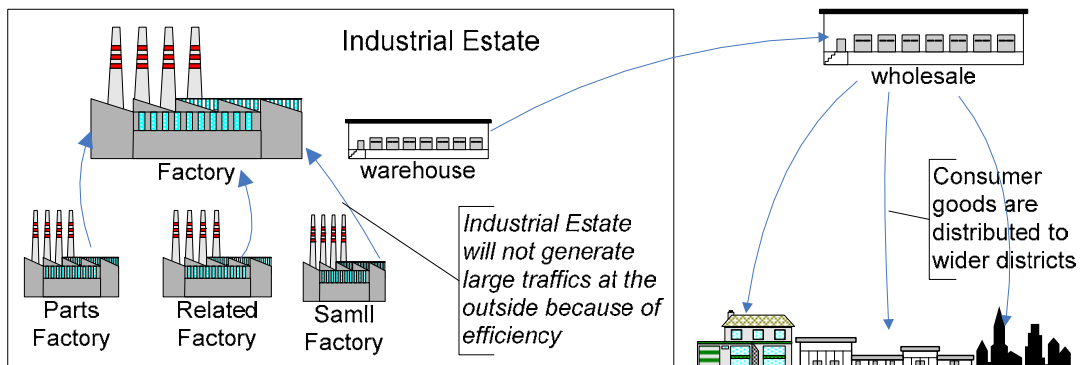 Industrial Estate
wholesale
Factory
warehouse
Consumer
goods are
distributed to
wider districts
Industrial Estate
will not generate
large traffics at the
outside because of
efficiency
Parts
Factory
Related
Factory
Samll
Factory